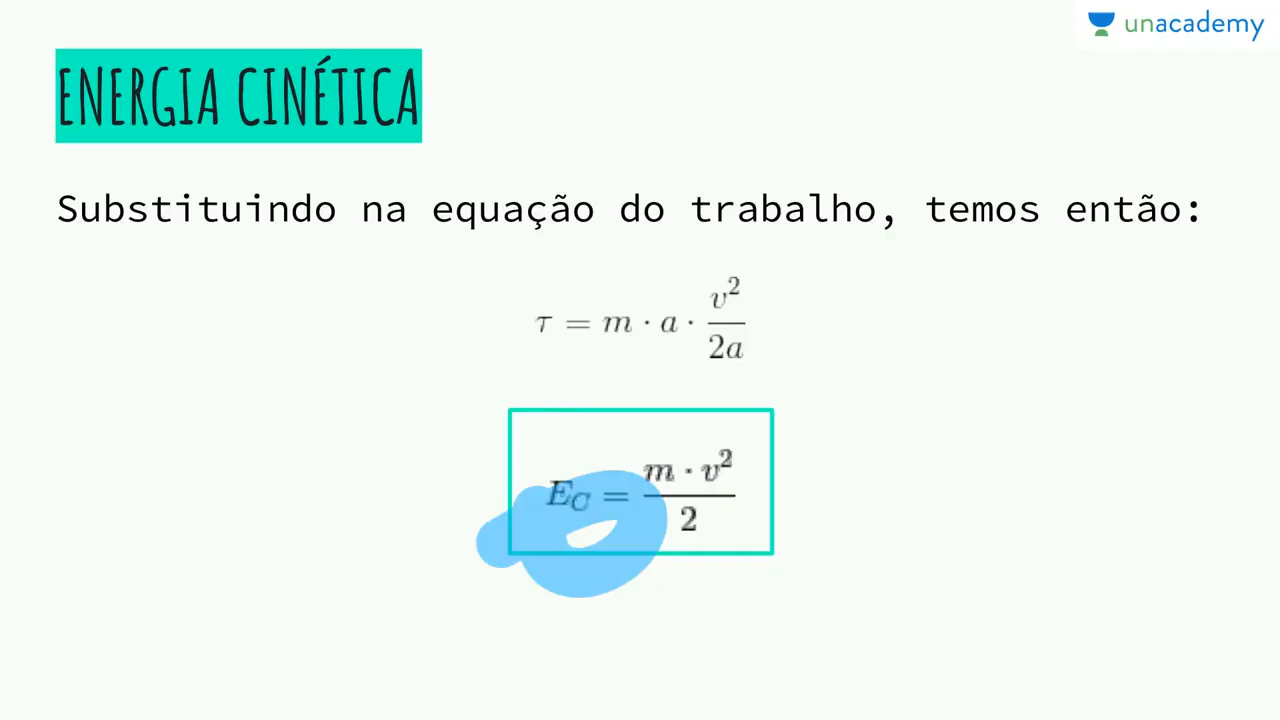 unacademy
ENERGIA CINÉTICA
Substituindo na equação do trabalho, temos então:
τ = m · a · v²/2a
E_C = m · v²/2